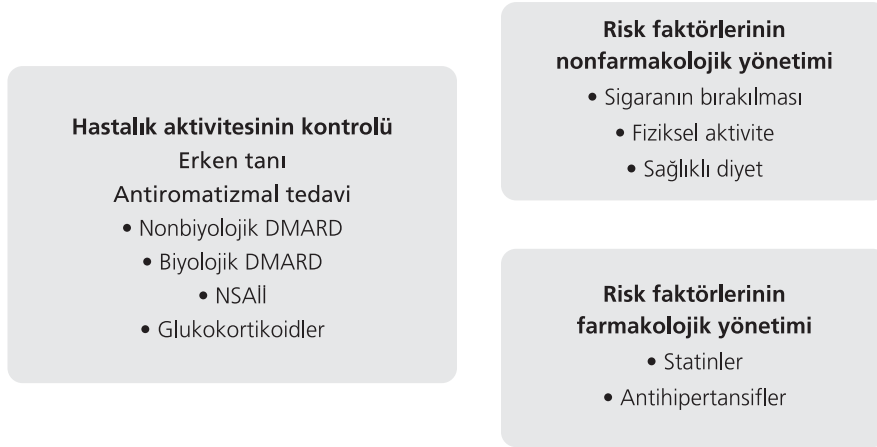 Hastalık aktivitesinin kontrolü
Erken tanı
Antiromatizmal tedavi
• Nonbiyolojik DMARD
• Biyolojik DMARD
• NSAİİ
• Glukokortikoidler
Risk faktörlerinin
nonfarmakolojik yönetimi
• Sigaranın bırakılması
• Fiziksel aktivite
• Sağlıklı diyet
Risk faktörlerinin
farmakolojik yönetimi
• Statinler
• Antihipertansifler